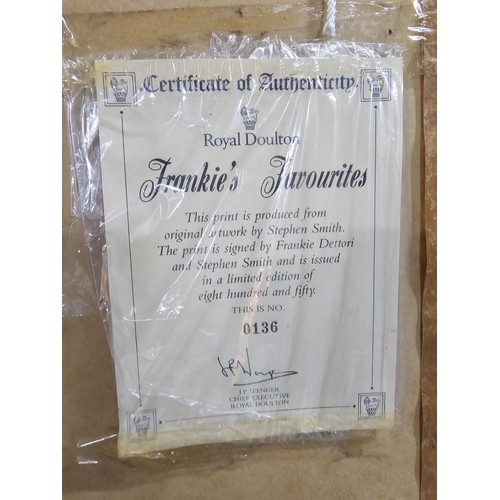 Certificate of Authenticity.
Royal Doulton
Frankie's Favourites
This print is produced from
original artwork by Stephen Smith.
The print is signed by Frankie Dettori
and Stephen Smith and is issued
in a limited edition of
eight hundred and fifty.
THIS IS NO.
0136
CHIEF EXECUTIVE
ROYAL DOULTON